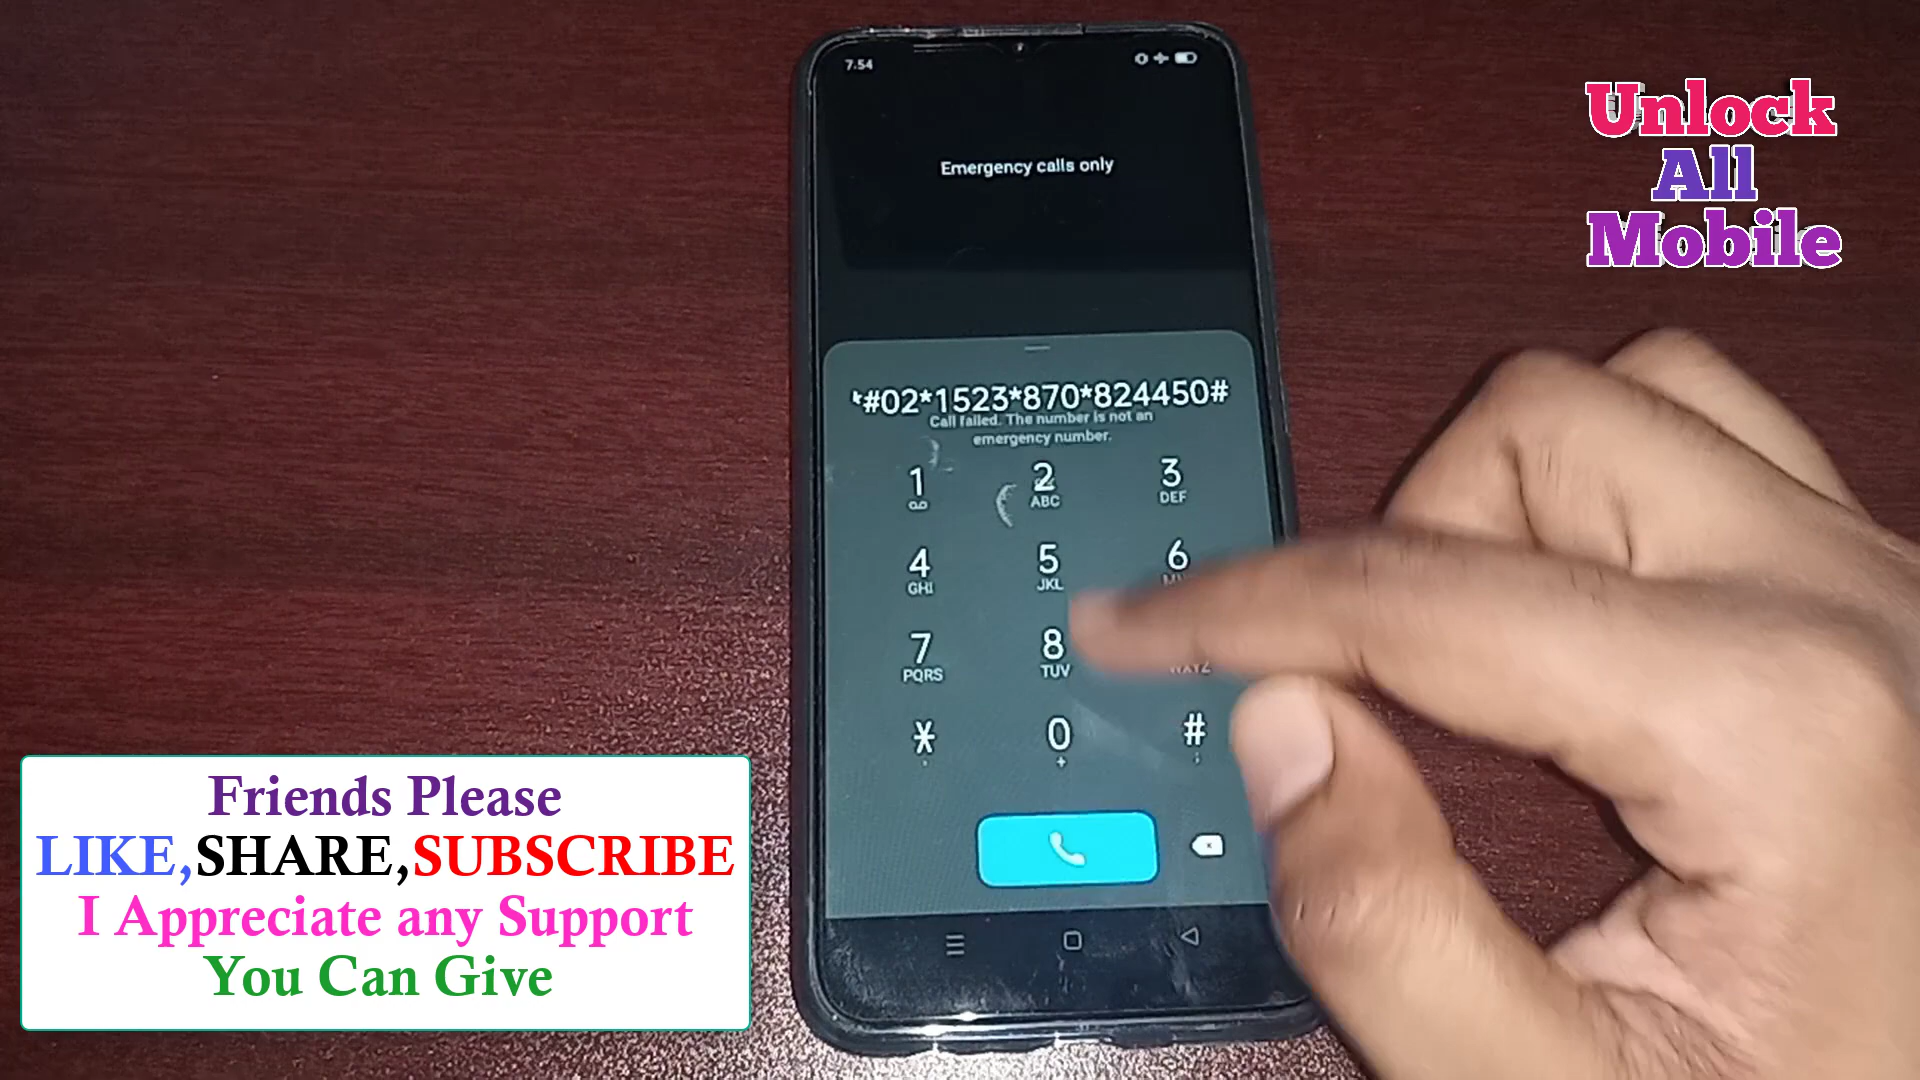 7.54
Emergency calls only
Unlock
All
Mobile
*#02*1523*870*824450#
Call failed. The number is not an
emergency number.
1
2
ABC
3
DEF
4
GHI
5
JKL
6
7
PQRS
8
TUV
WXYZ
*
0
+
#
Friends Please
LIKE,SHARE,SUBSCRIBE
I Appreciate any Support
You Can Give